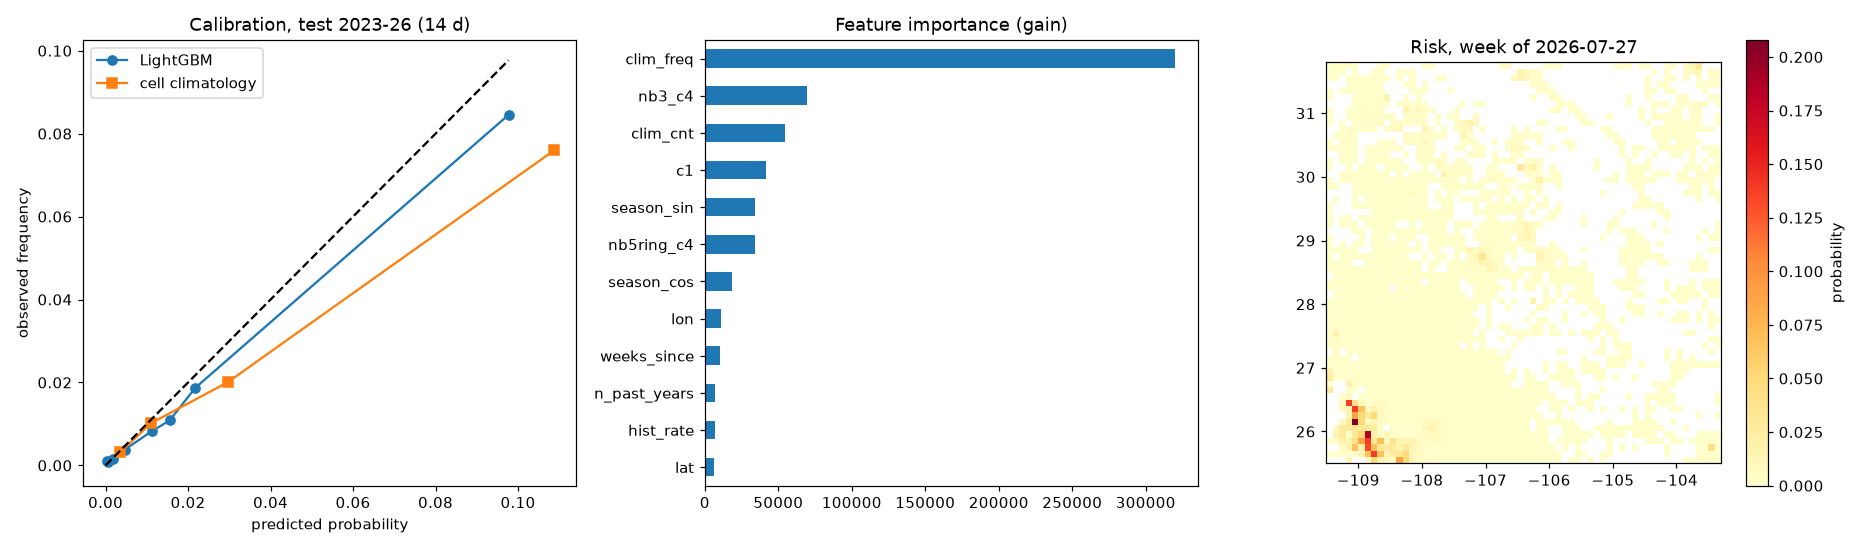 Calibration, test 2023-26 (14 d)
LightGBM
cell climatology
0.10
0.08
0.06
0.04
0.02
0.00
observed frequency
0.00 0.02 0.04 0.06 0.08 0.10
predicted probability
Feature importance (gain)
clim_freq
nb3_c4
clim_cnt
c1
season_sin
nb5ring_c4
season_cos
lon
weeks_since
n_past_years
hist_rate
lat
0 50000 100000 150000 200000 250000 300000
Risk, week of 2026-07-27
31
30
29
28
27
26
−109 −108 −107 −106 −105 −104
0.200
0.175
0.150
0.125
0.100
0.075
0.050
0.025
0.000
probability